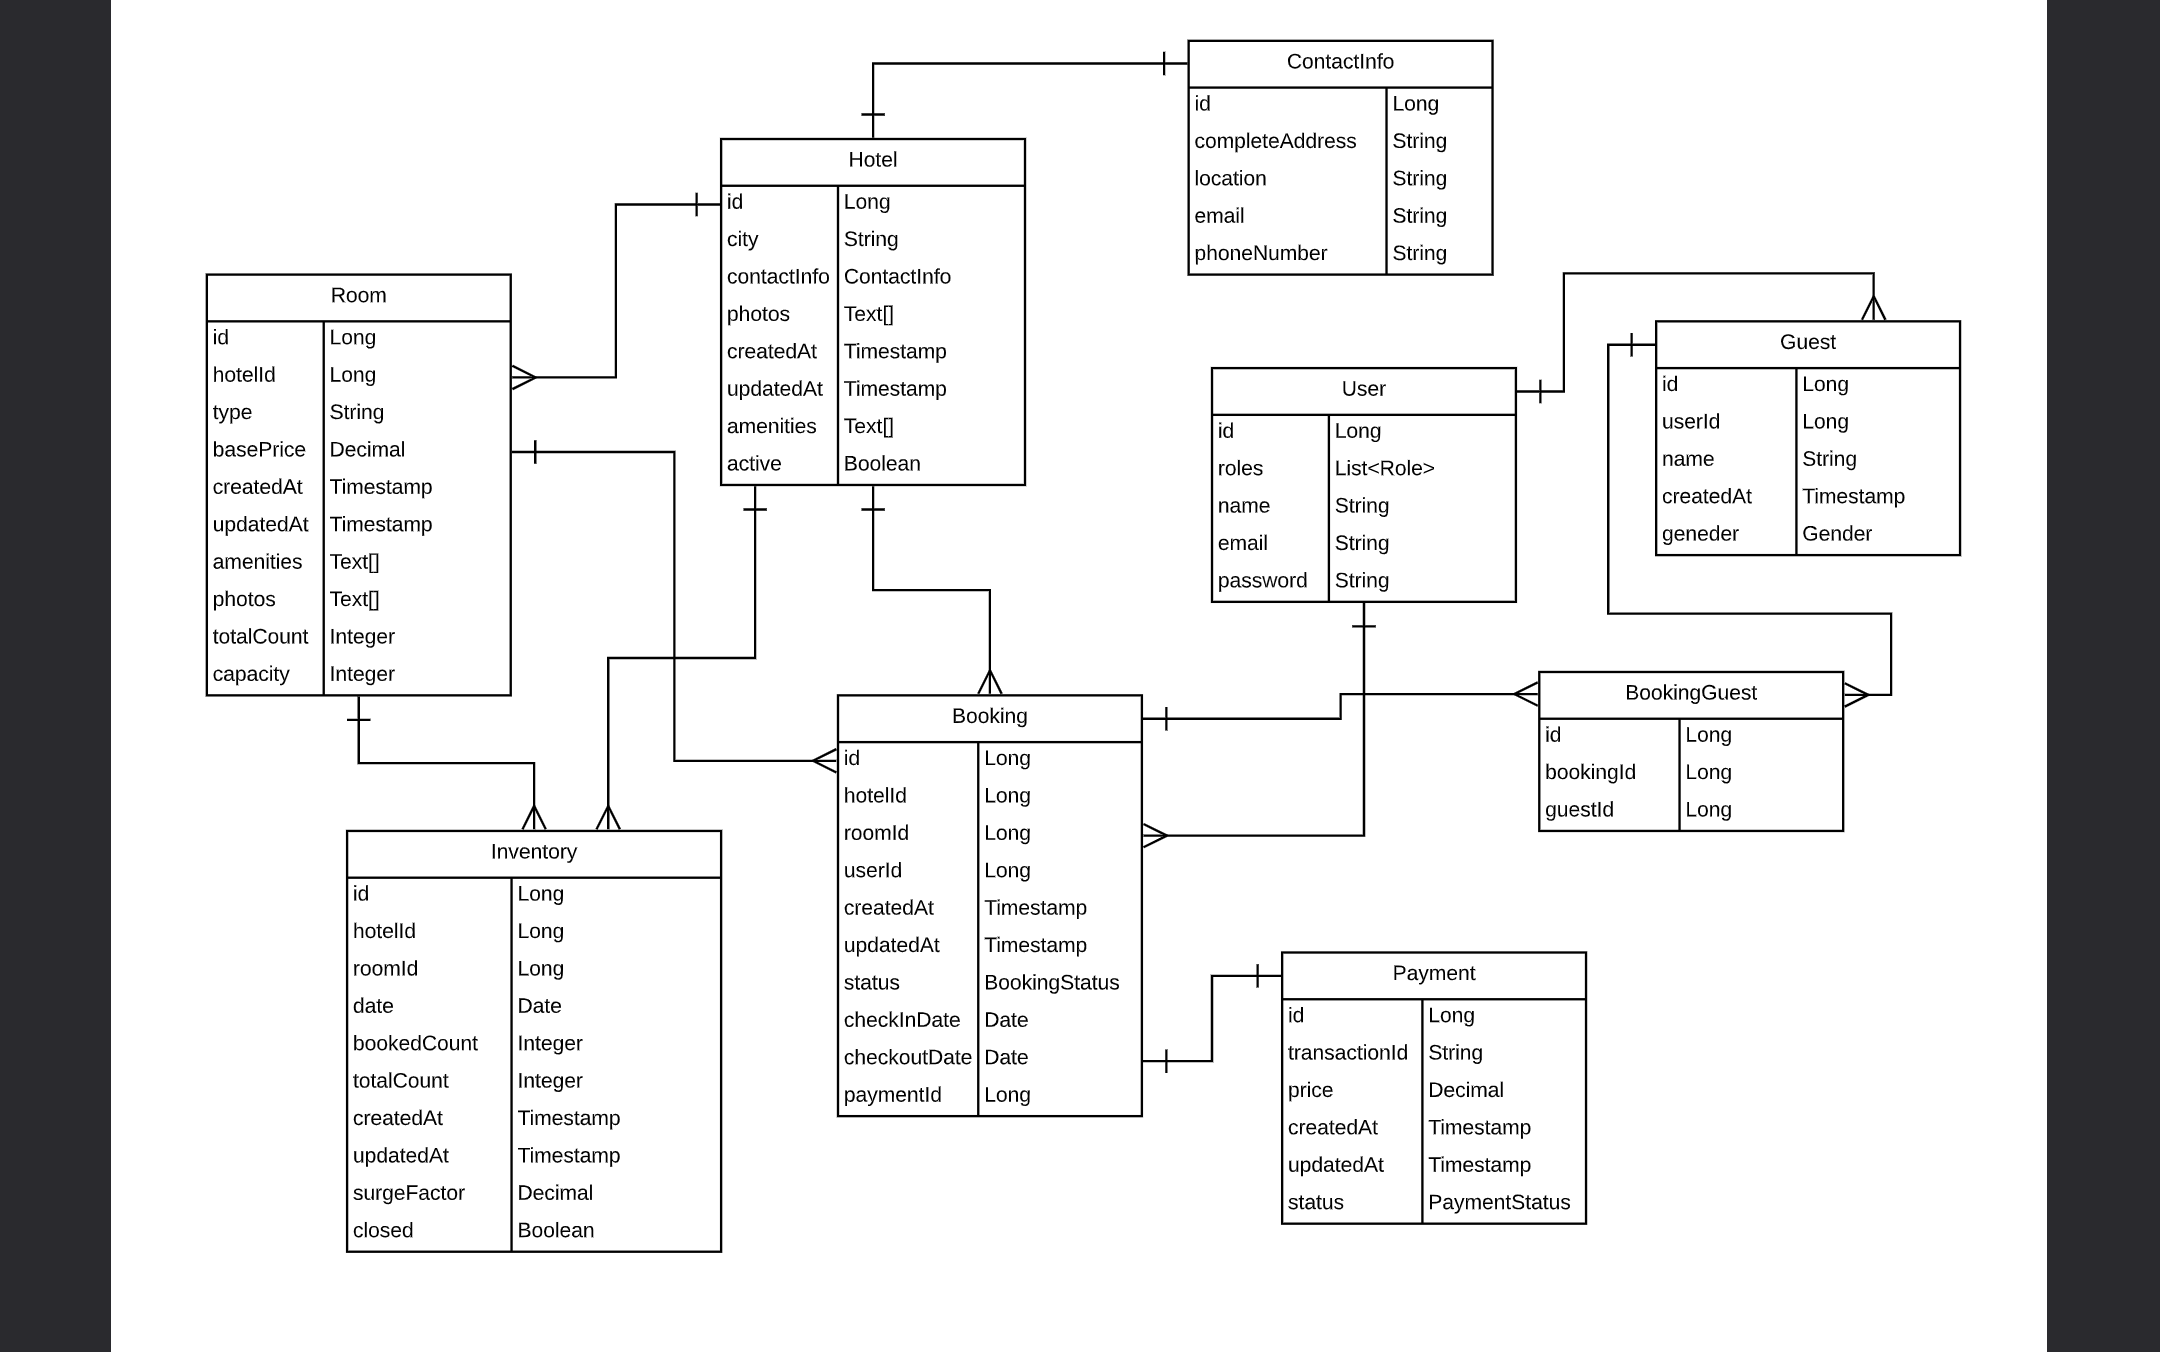 ContactInfo
id Long
completeAddress String
location String
email String
phoneNumber String
Hotel
id Long
city String
contactInfo ContactInfo
photos Text[]
createdAt Timestamp
updatedAt Timestamp
amenities Text[]
active Boolean
Room
id Long
hotelId Long
type String
basePrice Decimal
createdAt Timestamp
updatedAt Timestamp
amenities Text[]
photos Text[]
totalCount Integer
capacity Integer
User
id Long
roles List<Role>
name String
email String
password String
Guest
id Long
userId Long
name String
createdAt Timestamp
geneder Gender
Booking
id Long
hotelId Long
roomId Long
userId Long
createdAt Timestamp
updatedAt Timestamp
status BookingStatus
checkInDate Date
checkoutDate Date
paymentId Long
BookingGuest
id Long
bookingId Long
guestId Long
Inventory
id Long
hotelId Long
roomId Long
date Date
bookedCount Integer
totalCount Integer
createdAt Timestamp
updatedAt Timestamp
surgeFactor Decimal
closed Boolean
Payment
id Long
transactionId String
price Decimal
createdAt Timestamp
updatedAt Timestamp
status PaymentStatus